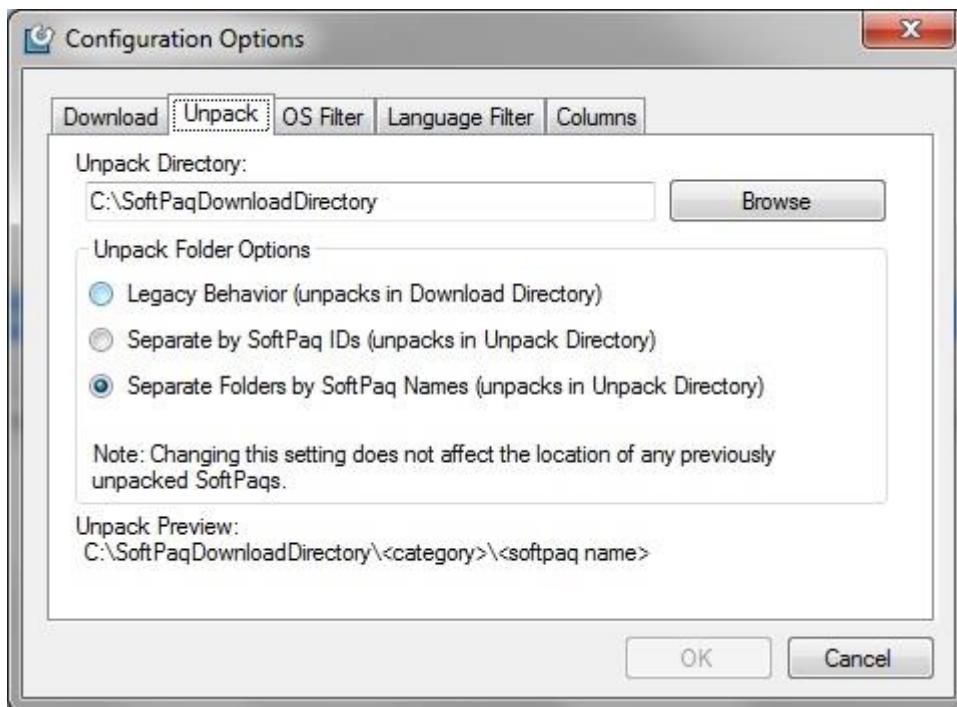 Configuration Options
Download
Unpack
OS Filter
Language Filter
Columns
Unpack Directory:
C:\SoftPaqDownloadDirectory
Browse
Unpack Folder Options
Legacy Behavior (unpacks in Download Directory)
Separate by SoftPaq IDs (unpacks in Unpack Directory)
Separate Folders by SoftPaq Names (unpacks in Unpack Directory)
Note: Changing this setting does not affect the location of any previously
unpacked SoftPaqs.
Unpack Preview:
C:\SoftPaqDownloadDirectory\<category>\<softpaq name>
OK
Cancel